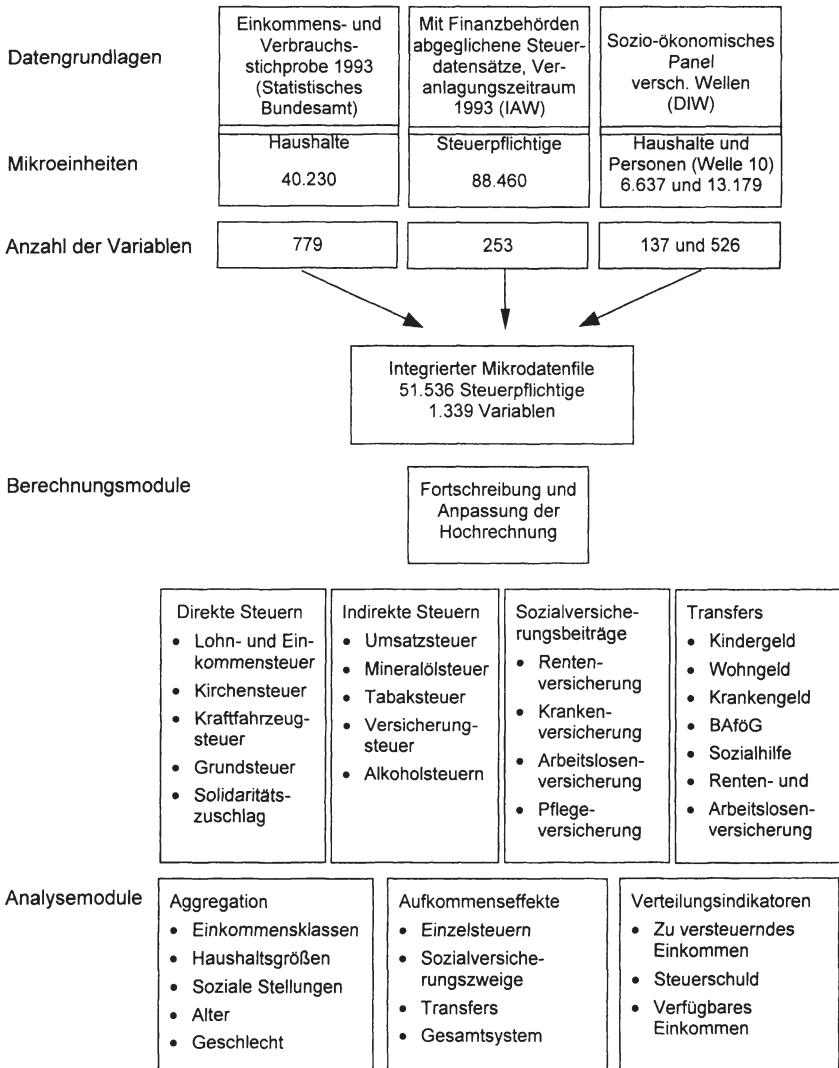 Datengrundlagen
Einkommens- und
Verbrauchs-
stichprobe 1993
(Statistisches
Bundesamt)
Mit Finanzbehörden
abgeglichene Steuer-
datensätze, Ver-
anlagungszeitraum
1993 (IAW)
Sozio-ökonomisches
Panel
versch. Wellen
(DIW)
Mikroeinheiten
Haushalte
40.230
Steuerpflichtige
88.460
Haushalte und
Personen (Welle 10)
6.637 und 13.179
Anzahl der Variablen
779
253
137 und 526
Integrierter Mikrodatenfile
51.536 Steuerpflichtige
1.339 Variablen
Berechnungsmodule
Fortschreibung und
Anpassung der
Hochrechnung
Direkte Steuern
• Lohn- und Ein-
kommensteuer
• Kirchensteuer
• Kraftfahrzeug-
steuer
• Grundsteuer
• Solidaritäts-
zuschlag
Indirekte Steuern
• Umsatzsteuer
• Mineralölsteuer
• Tabaksteuer
• Versicherung-
steuer
• Alkoholsteuern
Sozialversiche-
rungsbeiträge
• Renten-
versicherung
• Kranken-
versicherung
• Arbeitslosen-
versicherung
• Pflege-
versicherung
Transfers
• Kindergeld
• Wohngeld
• Krankengeld
• BAföG
• Sozialhilfe
• Renten- und
• Arbeitslosen-
versicherung
Analysemodule
Aggregation
• Einkommensklassen
• Haushaltsgrößen
• Soziale Stellungen
• Alter
• Geschlecht
Aufkommenseffekte
• Einzelsteuern
• Sozialversiche-
rungszweige
• Transfers
• Gesamtsystem
Verteilungsindikatoren
• Zu versteuerndes
Einkommen
• Steuerschuld
• Verfügbares
Einkommen